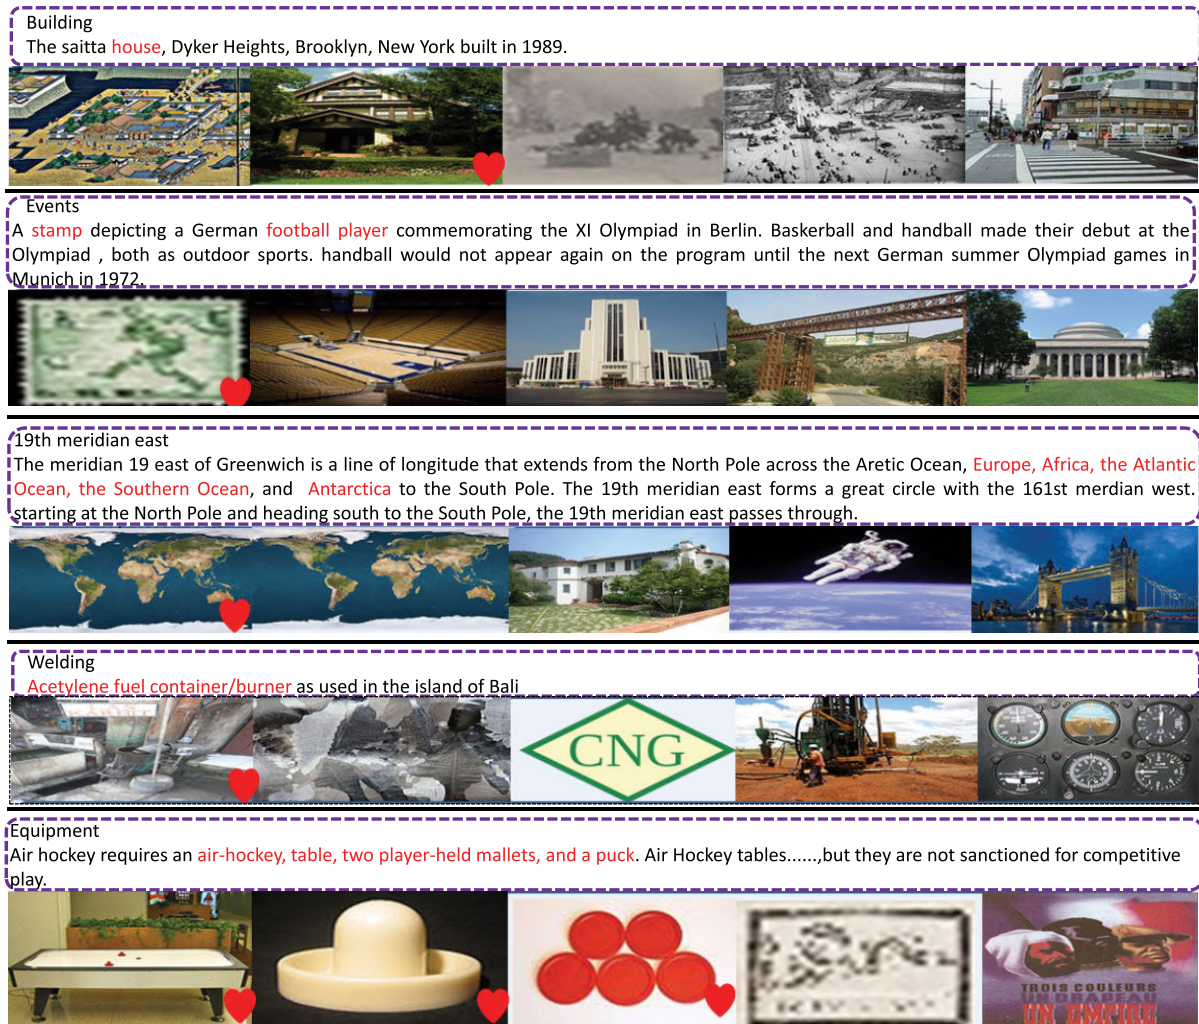 Building
The saitta house, Dyker Heights, Brooklyn, New York built in 1989.
Events
A stamp depicting a German football player commemorating the XI Olympiad in Berlin. Baskerball and handball made their debut at the
Olympiad , both as outdoor sports. handball would not appear again on the program until the next German summer Olympiad games in
Munich in 1972.
19th meridian east
The meridian 19 east of Greenwich is a line of longitude that extends from the North Pole across the Aretic Ocean, Europe, Africa, the Atlantic
Ocean, the Southern Ocean, and Antarctica to the South Pole. The 19th meridian east forms a great circle with the 161st merdian west.
starting at the North Pole and heading south to the South Pole, the 19th meridian east passes through.
Welding
Acetylene fuel container/burner as used in the island of Bali
CNG
Equipment
Air hockey requires an air-hockey, table, two player-held mallets, and a puck. Air Hockey tables......,but they are not sanctioned for competitive
play.
TROIS COULEURS
UN DRAPEAU
UN EMPIRE